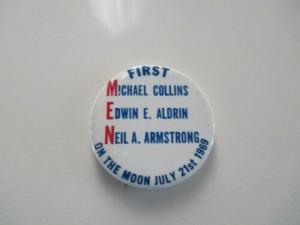 FIRST
MICHAEL COLLINS
EDWIN E. ALDRIN
NEIL A. ARMSTRONG
ON THE MOON JULY 21st 1969